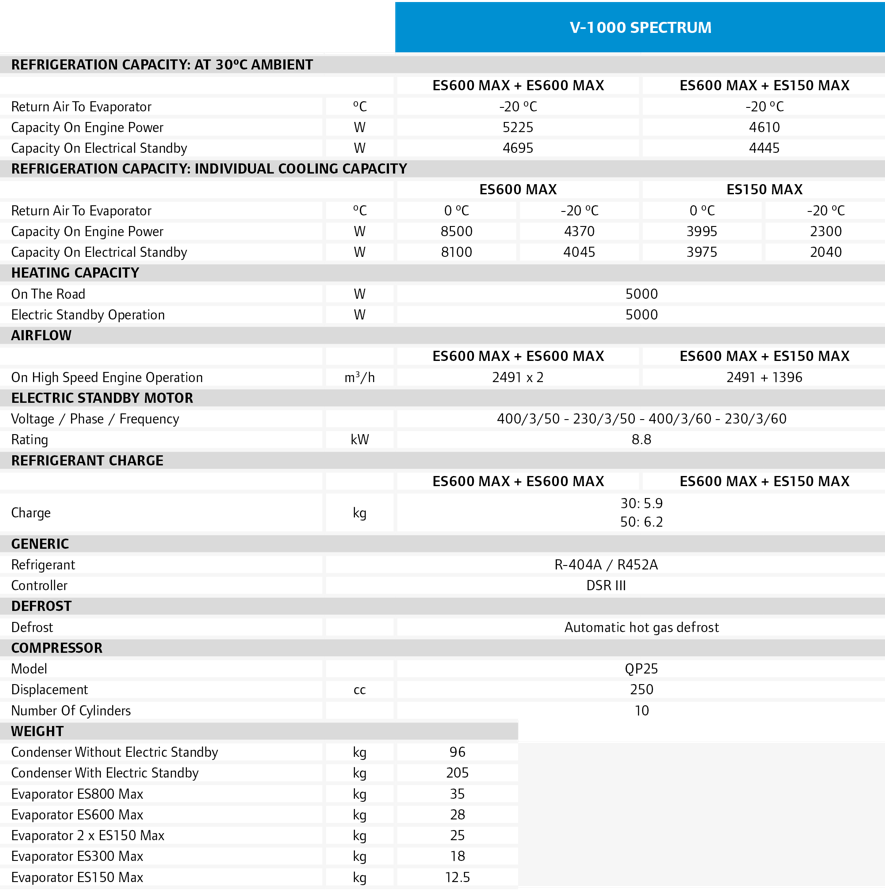 V-1000 SPECTRUM
REFRIGERATION CAPACITY: AT 30ºC AMBIENT
ES600 MAX + ES600 MAX ES600 MAX + ES150 MAX
Return Air To Evaporator ºC -20 ºC -20 ºC
Capacity On Engine Power W 5225 4610
Capacity On Electrical Standby W 4695 4445
REFRIGERATION CAPACITY: INDIVIDUAL COOLING CAPACITY
ES600 MAX ES150 MAX
Return Air To Evaporator ºC 0 ºC -20 ºC 0 ºC -20 ºC
Capacity On Engine Power W 8500 4370 3995 2300
Capacity On Electrical Standby W 8100 4045 3975 2040
HEATING CAPACITY
On The Road W 5000
Electric Standby Operation W 5000
AIRFLOW
ES600 MAX + ES600 MAX ES600 MAX + ES150 MAX
On High Speed Engine Operation m³/h 2491 x 2 2491 + 1396
ELECTRIC STANDBY MOTOR
Voltage / Phase / Frequency 400/3/50 - 230/3/50 - 400/3/60 - 230/3/60
Rating kW 8.8
REFRIGERANT CHARGE
ES600 MAX + ES600 MAX ES600 MAX + ES150 MAX
Charge kg 30: 5.9
50: 6.2
GENERIC
Refrigerant R-404A / R452A
Controller DSR III
DEFROST
Defrost Automatic hot gas defrost
COMPRESSOR
Model QP25
Displacement cc 250
Number Of Cylinders 10
WEIGHT
Condenser Without Electric Standby kg 96
Condenser With Electric Standby kg 205
Evaporator ES800 Max kg 35
Evaporator ES600 Max kg 28
Evaporator 2 x ES150 Max kg 25
Evaporator ES300 Max kg 18
Evaporator ES150 Max kg 12.5